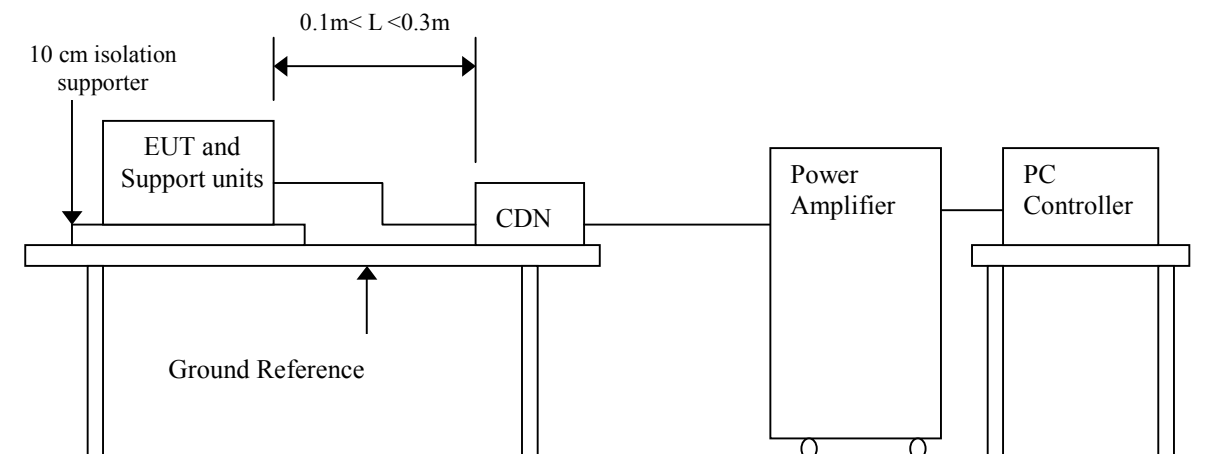 0.1m< L <0.3m
10 cm isolation
supporter
EUT and
Support units
CDN
Power
Amplifier
PC
Controller
Ground Reference